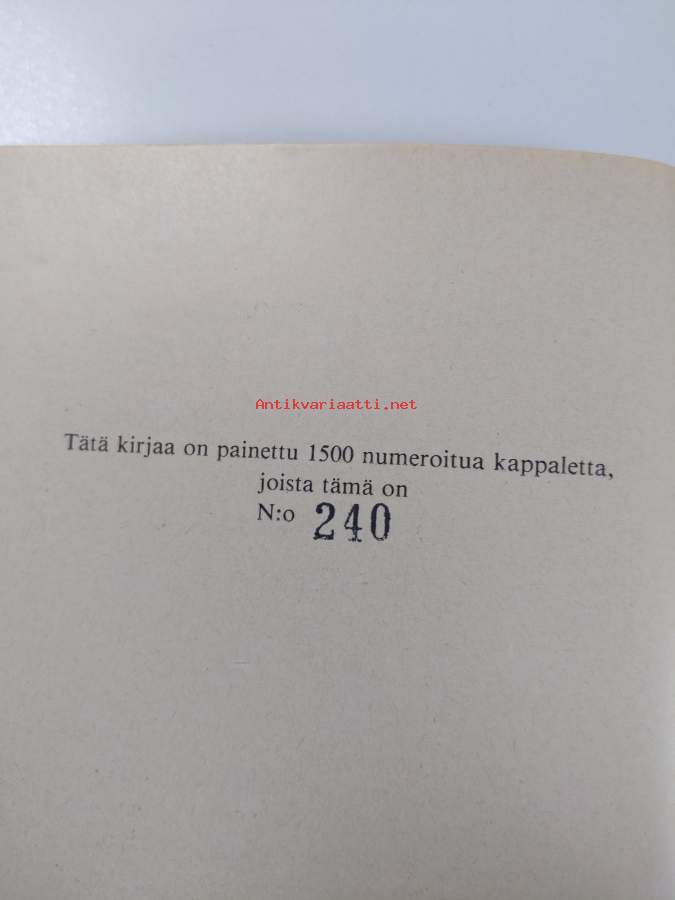 Antikvariaatti.net
Tätä kirjaa on painettu 1500 numeroitua kappaletta,
joista tämä on
N:o 240